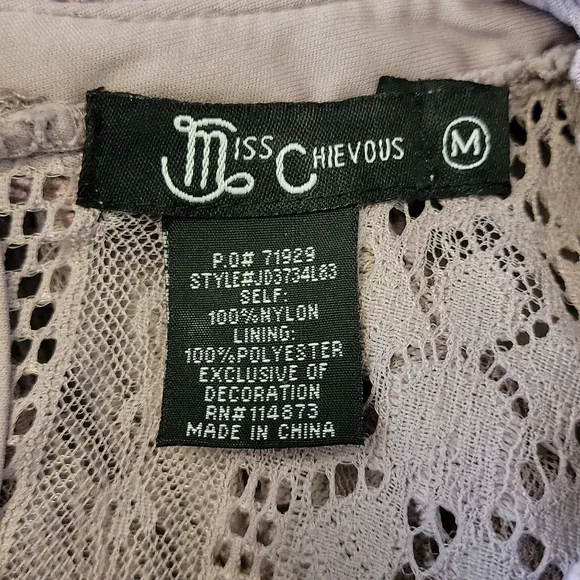 Miss Chievous M
P.O# 71929
STYLE#JD3734L83
SELF:
100%NYLON
LINING:
100%POLYESTER
EXCLUSIVE OF
DECORATION
RN# 114873
MADE IN CHINA